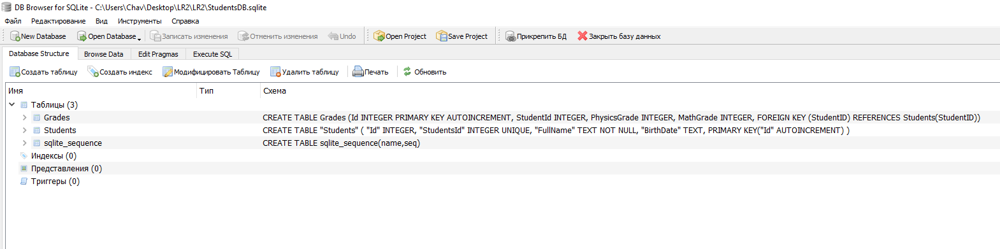 DB Browser for SQLite - C:\Users\Chav\Desktop\LR2\LR2\StudentsDB.sqlite
Файл Редактирование Вид Инструменты Справка
New Database Open Database Записать изменения Отменить изменения Undo Open Project Save Project Прикрепить БД Закрыть базу данных
Database Structure Browse Data Edit Pragmas Execute SQL
Создать таблицу Создать индекс Модифицировать Таблицу Удалить таблицу Печать Обновить
Имя Тип Схема
Таблицы (3)
Grades CREATE TABLE Grades (Id INTEGER PRIMARY KEY AUTOINCREMENT, StudentId INTEGER, PhysicsGrade INTEGER, MathGrade INTEGER, FOREIGN KEY (StudentID) REFERENCES Students(StudentID))
Students CREATE TABLE "Students" ( "Id" INTEGER, "StudentsId" INTEGER UNIQUE, "FullName" TEXT NOT NULL, "BirthDate" TEXT, PRIMARY KEY("Id" AUTOINCREMENT) )
sqlite_sequence CREATE TABLE sqlite_sequence(name,seq)
Индексы (0)
Представления (0)
Триггеры (0)